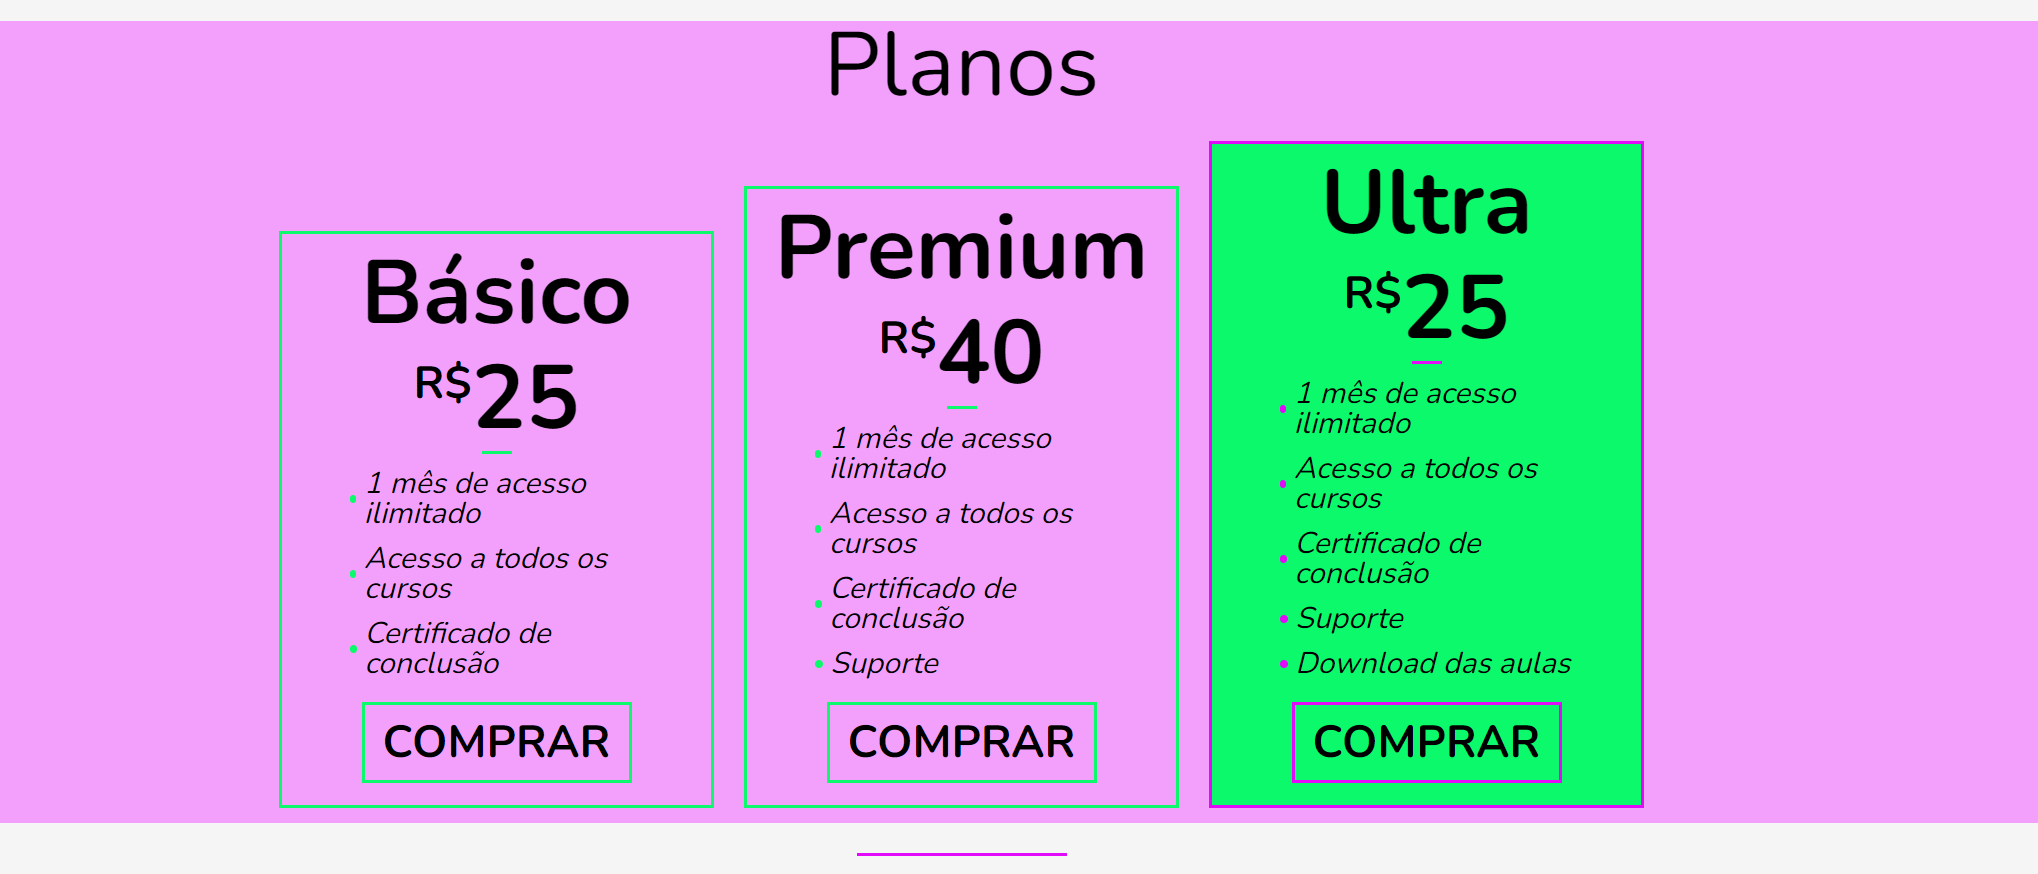 Planos
Básico
R$25
1 mês de acesso
ilimitado
Acesso a todos os
cursos
Certificado de
conclusão
COMPRAR
Premium
R$40
1 mês de acesso
ilimitado
Acesso a todos os
cursos
Certificado de
conclusão
Suporte
COMPRAR
Ultra
R$25
1 mês de acesso
ilimitado
Acesso a todos os
cursos
Certificado de
conclusão
Suporte
Download das aulas
COMPRAR